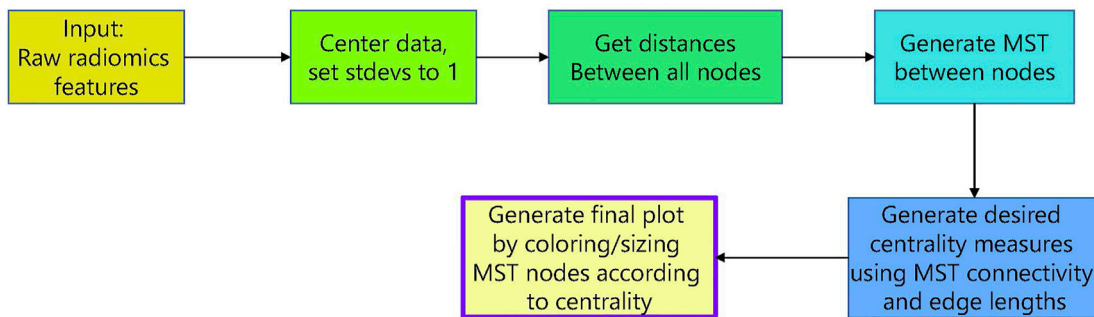 Input:
Raw radiomics
features
Center data,
set stdevs to 1
Get distances
Between all nodes
Generate MST
between nodes
Generate desired
centrality measures
using MST connectivity
and edge lengths
Generate final plot
by coloring/sizing
MST nodes according
to centrality